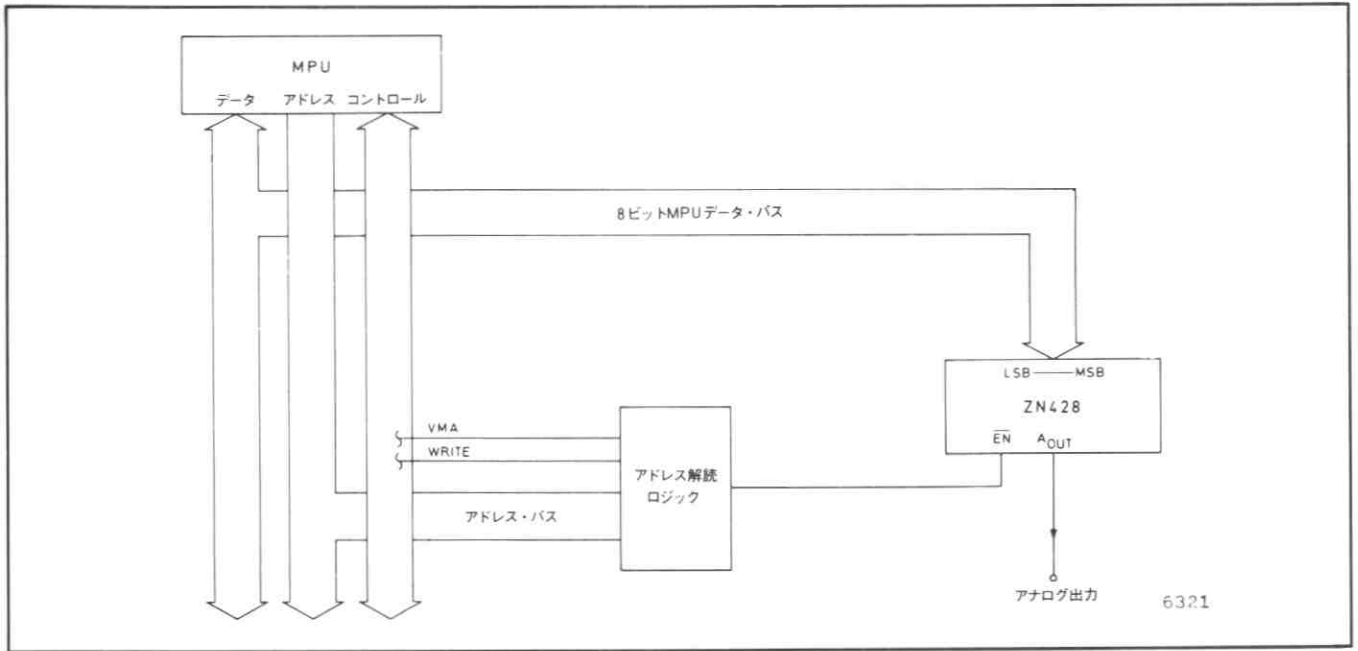 MPU
データ アドレス コントロール
8ビットMPUデータ・バス
LSB――MSB
ZN428
EN AOUT
VMA
WRITE
アドレス解読
ロジック
アドレス・バス
アナログ出力
6321